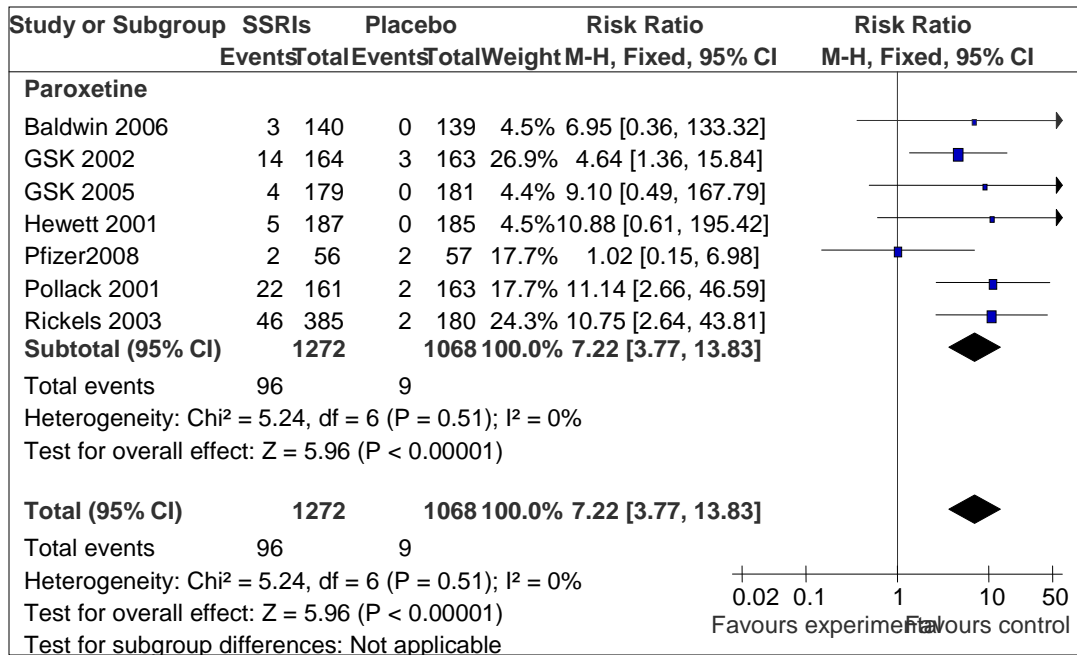 Study or Subgroup SSRIs Placebo Risk Ratio Risk Ratio
Events Total Events Total Weight M-H, Fixed, 95% CI M-H, Fixed, 95% CI
Paroxetine
Baldwin 2006 3 140 0 139 4.5% 6.95 [0.36, 133.32]
GSK 2002 14 164 3 163 26.9% 4.64 [1.36, 15.84]
GSK 2005 4 179 0 181 4.4% 9.10 [0.49, 167.79]
Hewett 2001 5 187 0 185 4.5% 10.88 [0.61, 195.42]
Pfizer2008 2 56 2 57 17.7% 1.02 [0.15, 6.98]
Pollack 2001 22 161 2 163 17.7% 11.14 [2.66, 46.59]
Rickels 2003 46 385 2 180 24.3% 10.75 [2.64, 43.81]
Subtotal (95% CI) 1272 1068 100.0% 7.22 [3.77, 13.83]
Total events 96 9
Heterogeneity: Chi² = 5.24, df = 6 (P = 0.51); I² = 0%
Test for overall effect: Z = 5.96 (P < 0.00001)
Total (95% CI) 1272 1068 100.0% 7.22 [3.77, 13.83]
Total events 96 9
Heterogeneity: Chi² = 5.24, df = 6 (P = 0.51); I² = 0%
Test for overall effect: Z = 5.96 (P < 0.00001)
Test for subgroup differences: Not applicable
0.02 0.1 1 10 50
Favours experimental Favours control